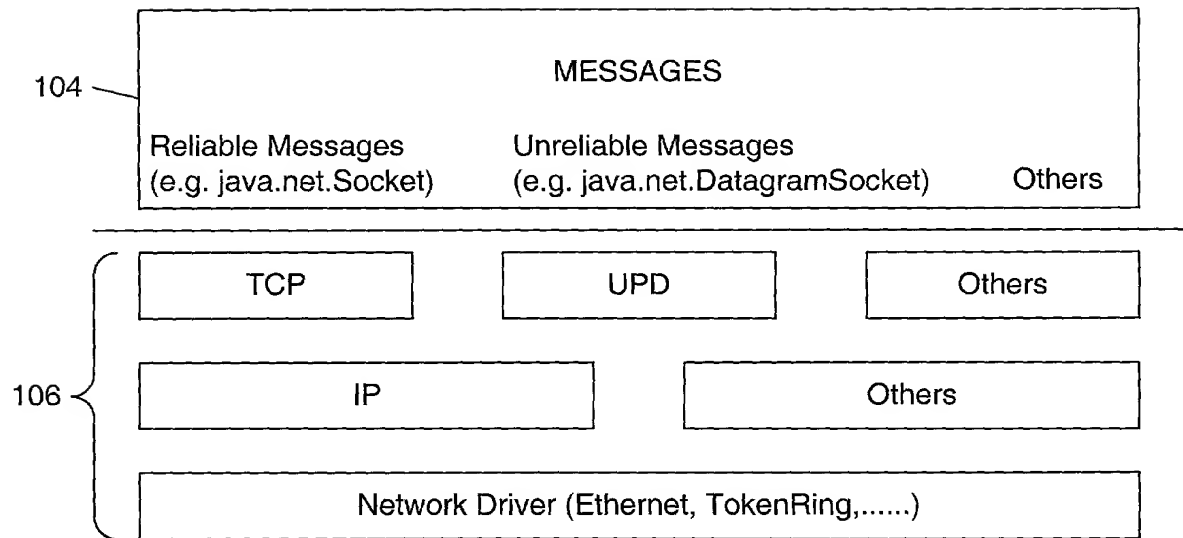 MESSAGES
104
Reliable Messages
(e.g. java.net.Socket)
Unreliable Messages
(e.g. java.net.DatagramSocket)
Others
TCP
UPD
Others
106
IP
Others
Network Driver (Ethernet, TokenRing,......)